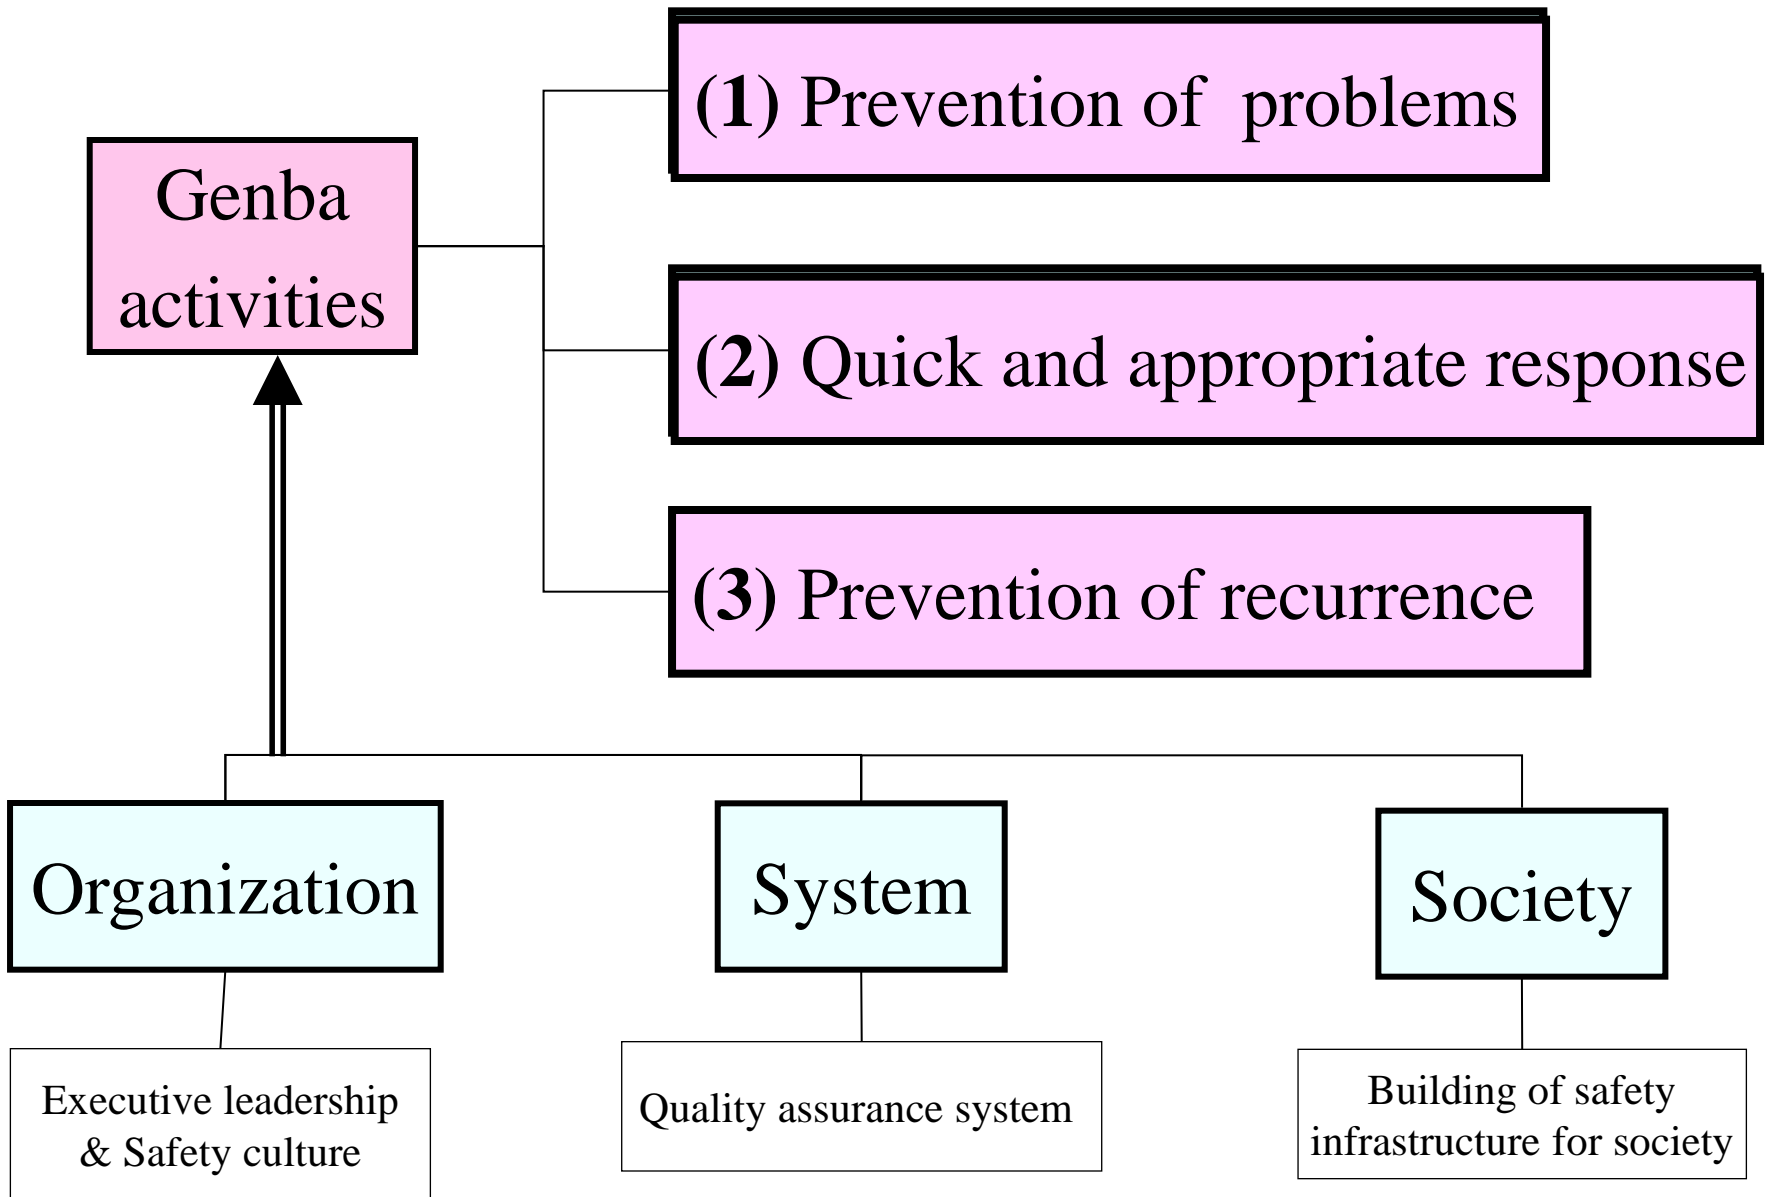 (1) Prevention of problems
Genba
activities
(2) Quick and appropriate response
(3) Prevention of recurrence
Organization
System
Society
Executive leadership
& Safety culture
Quality assurance system
Building of safety
infrastructure for society